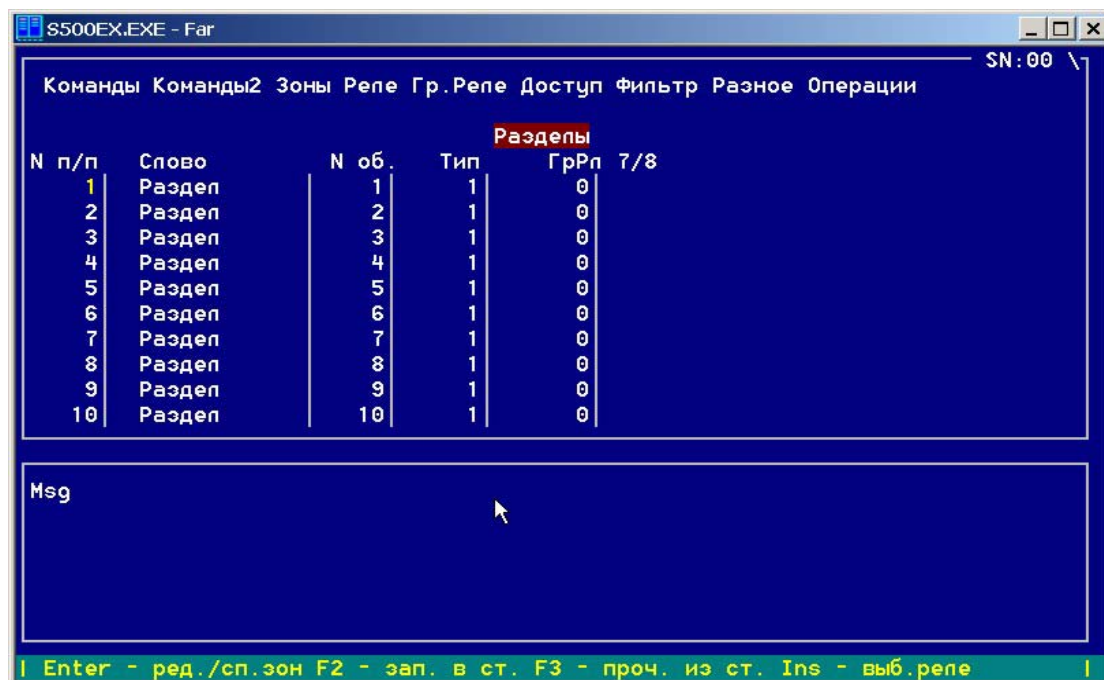 S500EX.EXE - Far
SN:00 \
Команды Команды2 Зоны Реле Гр.Реле Доступ Фильтр Разное Операции
Разделы
N п/п Слово N об. Тип ГрРл 7/8
1 Раздел 1 1 0
2 Раздел 2 1 0
3 Раздел 3 1 0
4 Раздел 4 1 0
5 Раздел 5 1 0
6 Раздел 6 1 0
7 Раздел 7 1 0
8 Раздел 8 1 0
9 Раздел 9 1 0
10 Раздел 10 1 0
Msg
| Enter - ред./сп.зон F2 - зап. в ст. F3 - проч. из ст. Ins - выб.реле |